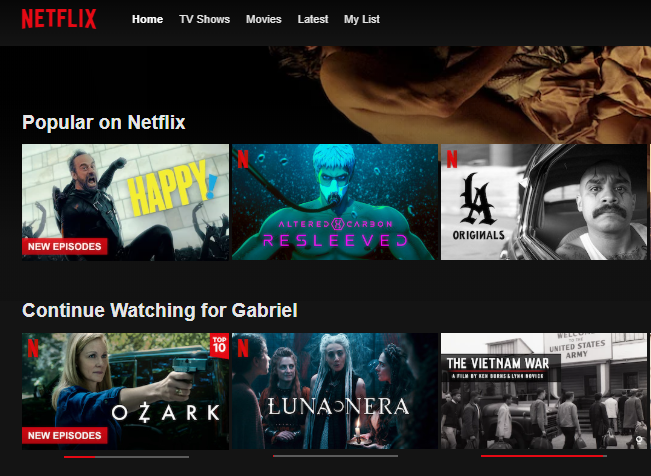 NETFLIX
Home TV Shows Movies Latest My List
Popular on Netflix
HAPPY!
NEW EPISODES
N
ALTERED CARBON
RESLEEVED
N
LA
ORIGINALS
Continue Watching for Gabriel
N
TOP
10
OZARK
NEW EPISODES
N
LUNA NERA
WELCOME
TO THE
UNITED STATES
ARMY
THE VIETNAM WAR
A FILM BY KEN BURNS & LYNN NOVICK